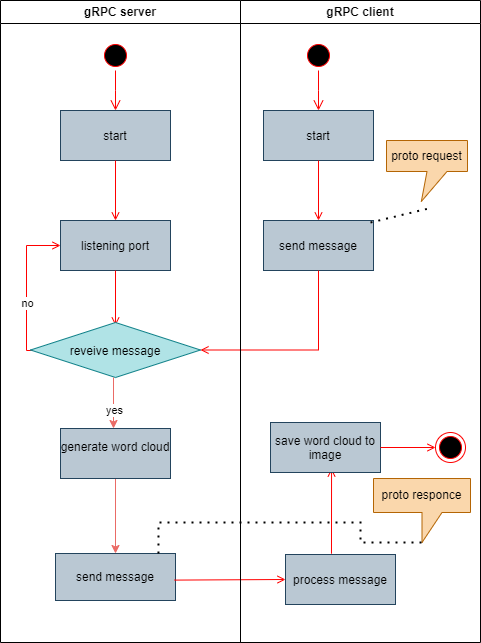 gRPC server
gRPC client
start
start
proto request
listening port
send message
no
reveive message
yes
generate word cloud
save word cloud to
image
proto responce
send message
process message